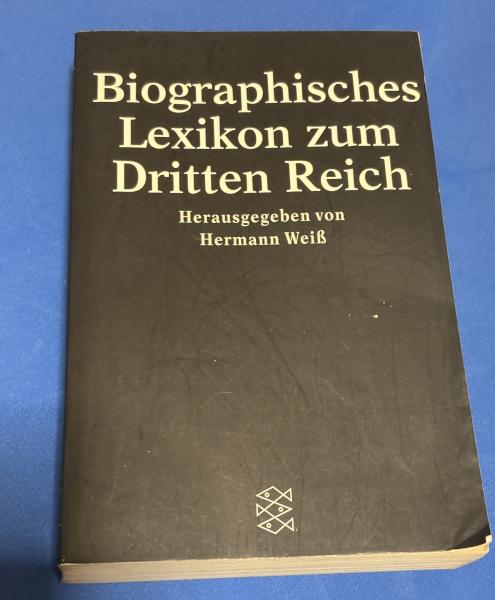 Biographisches
Lexikon zum
Dritten Reich
Herausgegeben von
Hermann Weiß